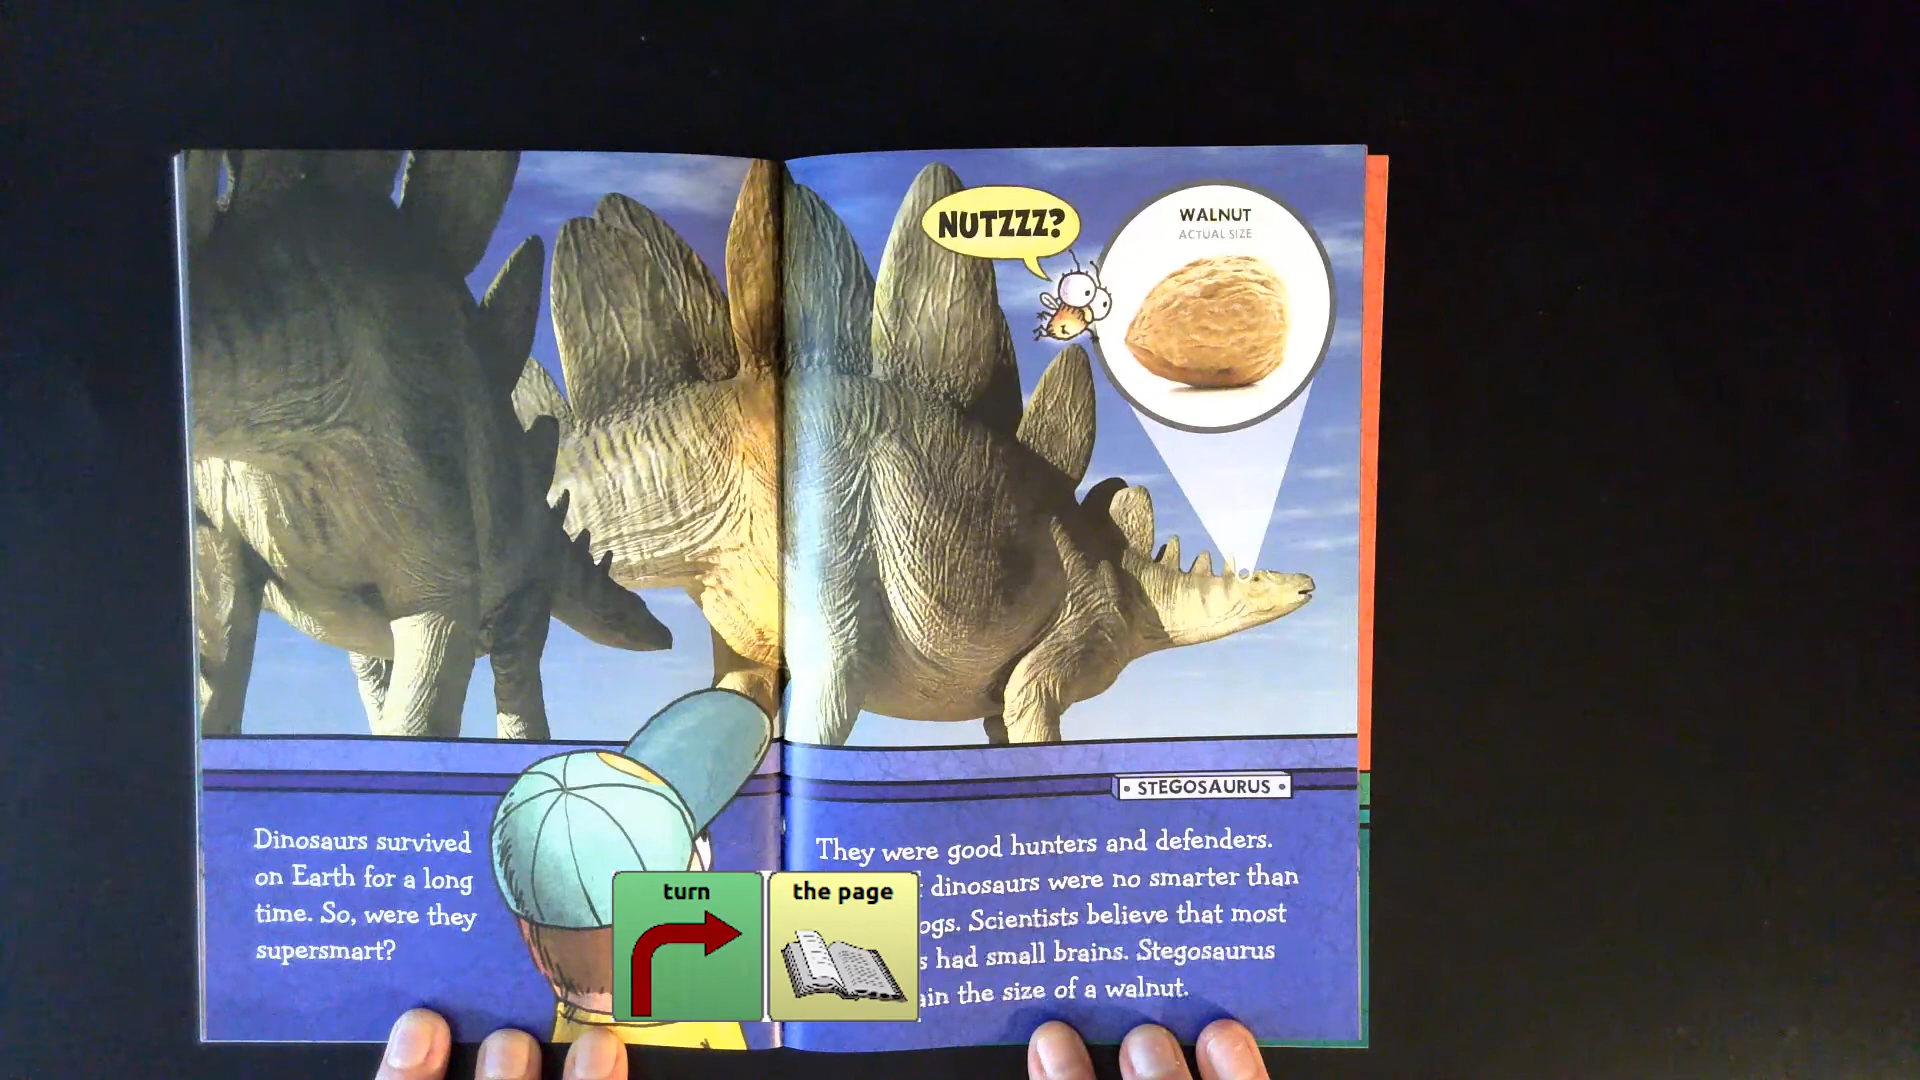 NUTZZZ?
WALNUT
ACTUAL SIZE
STEGOSAURUS
Dinosaurs survived
on Earth for a long
time. So, were they
supersmart?
They were good hunters and defenders.
dinosaurs were no smarter than
Scientists believe that most
had small brains. Stegosaurus
the size of a walnut.
turn
the page